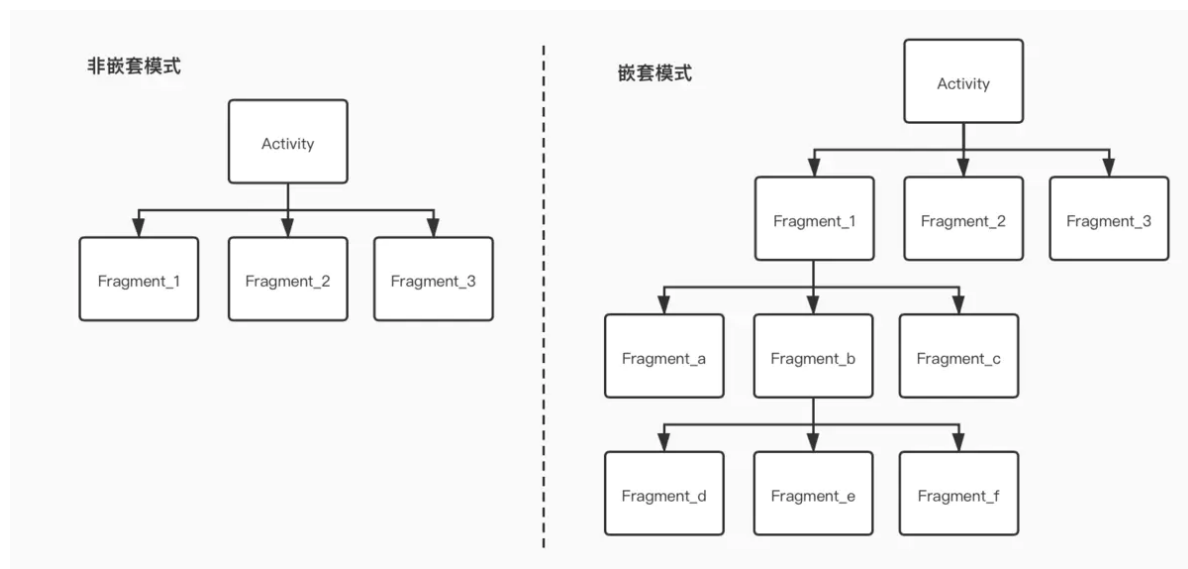 非嵌套模式
Activity
Fragment_1
Fragment_2
Fragment_3
嵌套模式
Activity
Fragment_1
Fragment_2
Fragment_3
Fragment_a
Fragment_b
Fragment_c
Fragment_d
Fragment_e
Fragment_f